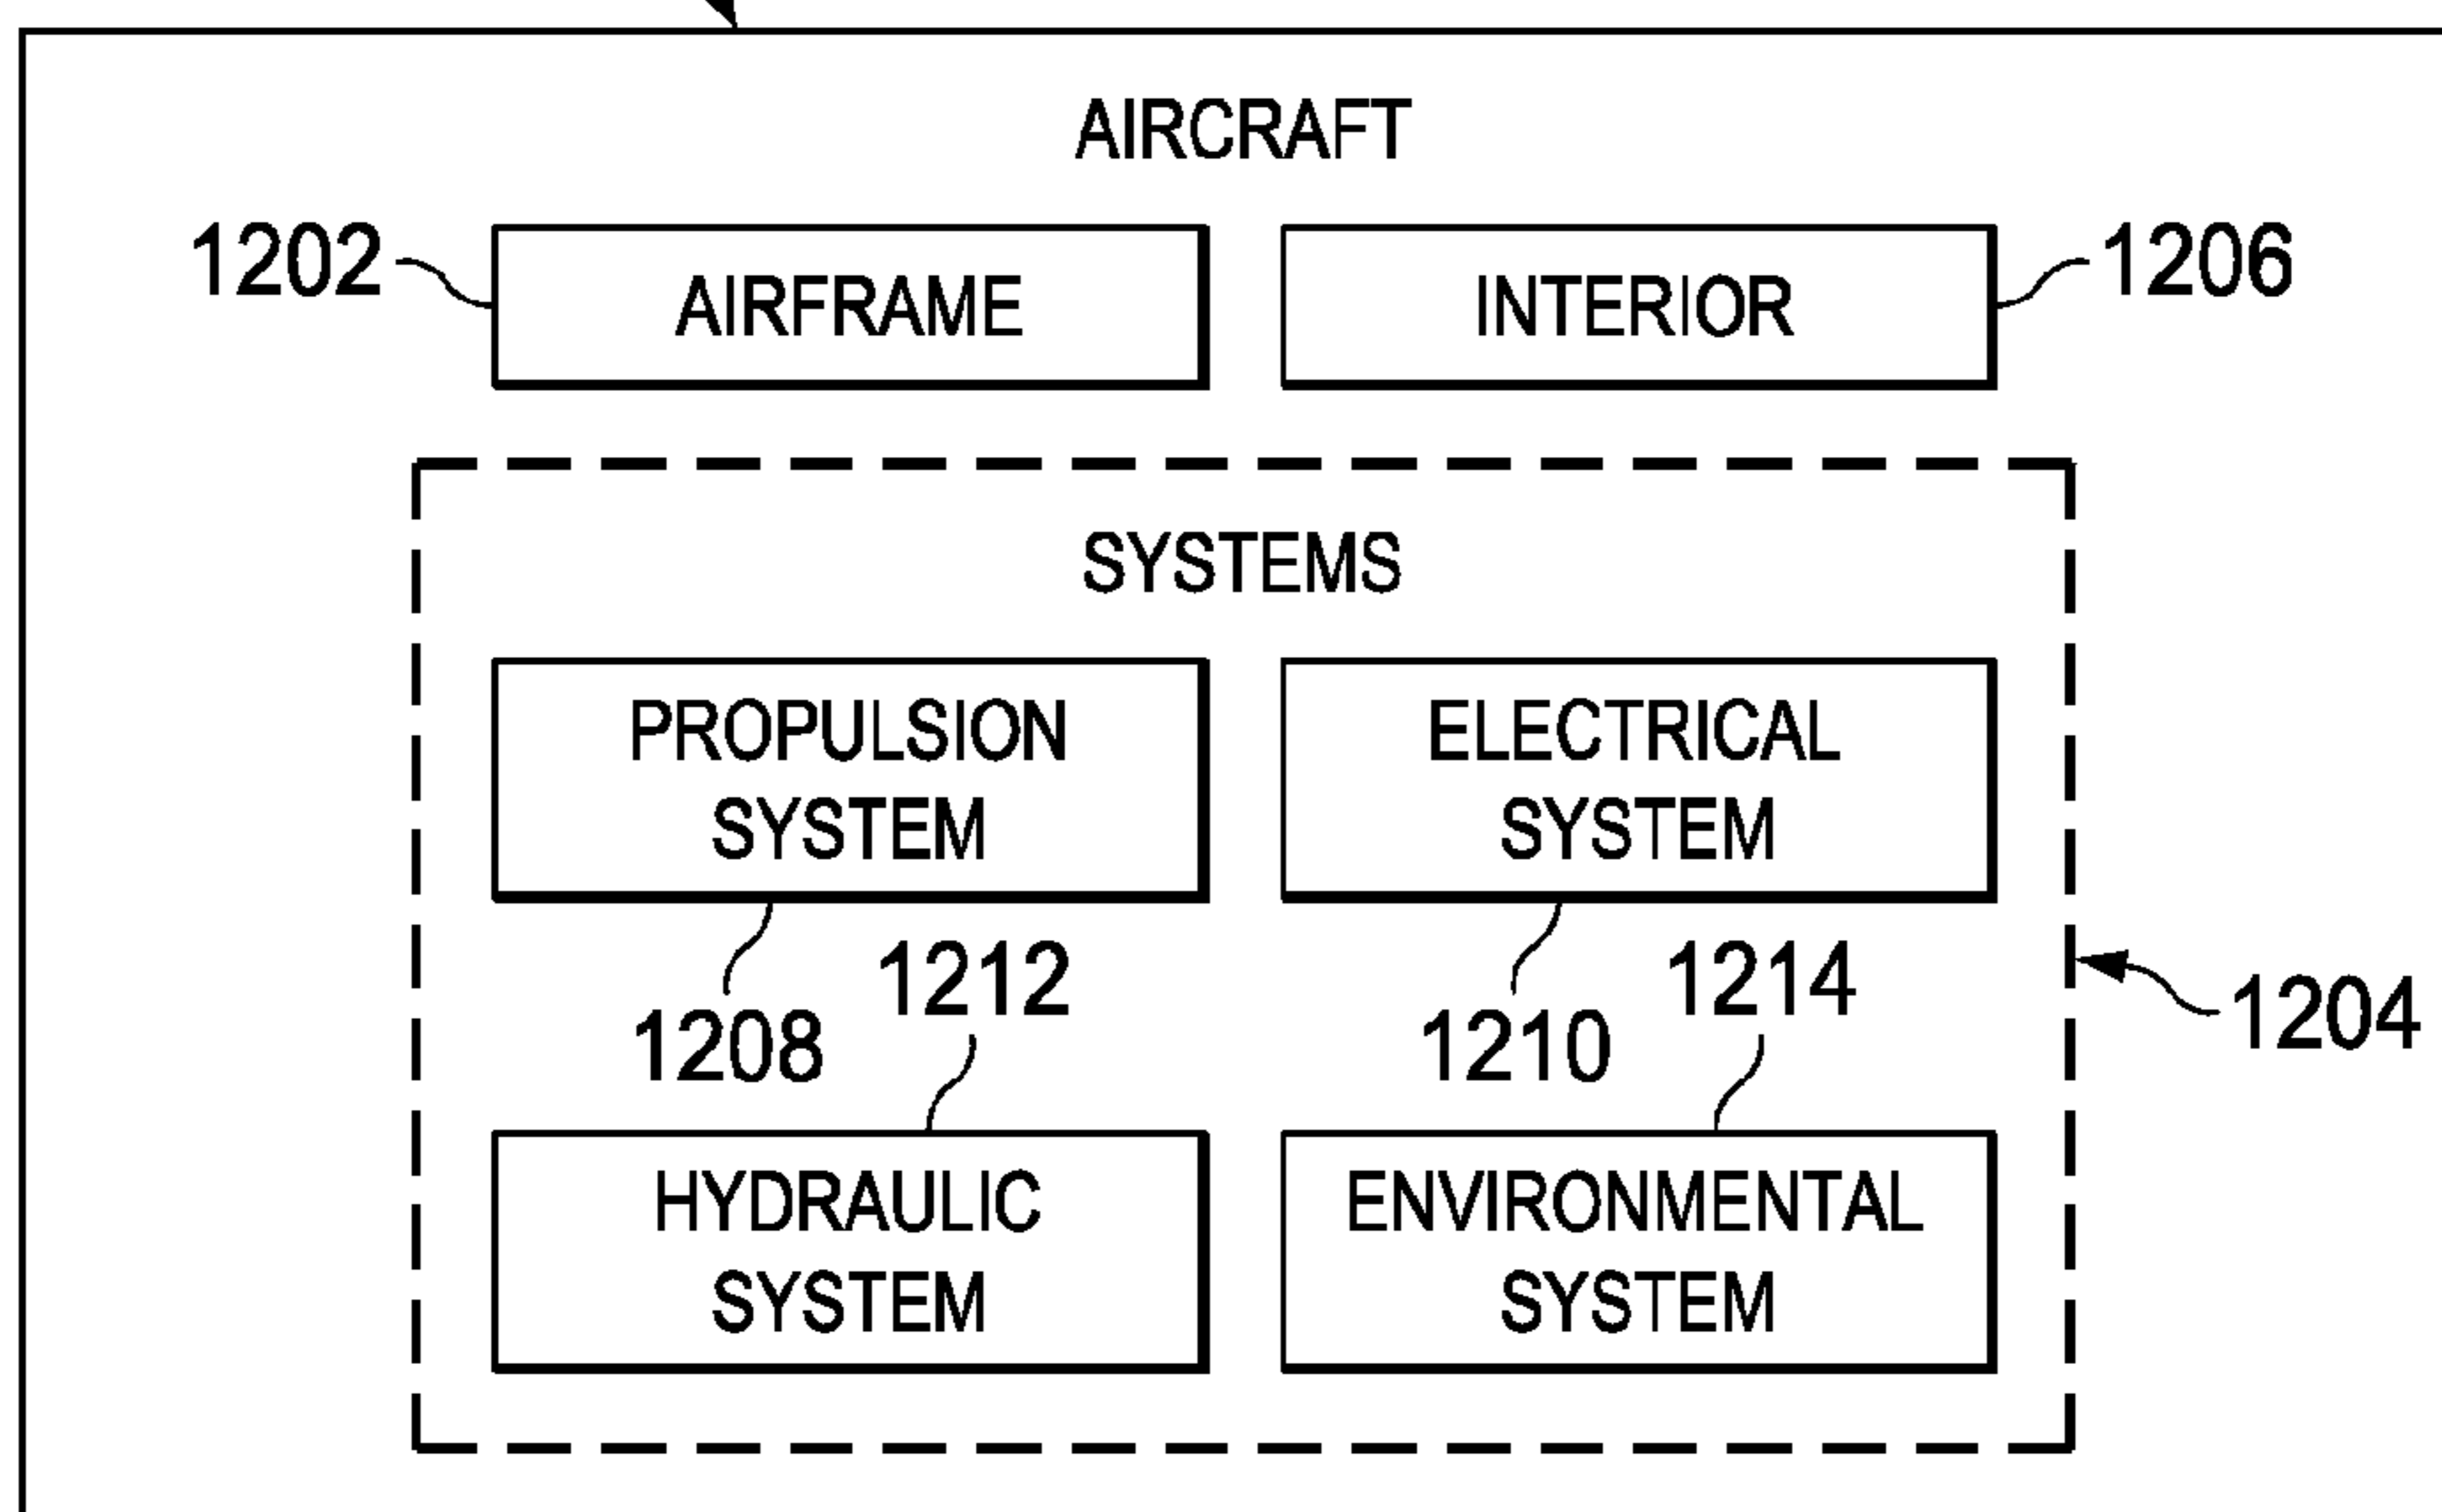 AIRCRAFT
1202
AIRFRAME
INTERIOR
1206
SYSTEMS
PROPULSION
SYSTEM
ELECTRICAL
SYSTEM
1208
1212
1210
1214
1204
HYDRAULIC
SYSTEM
ENVIRONMENTAL
SYSTEM